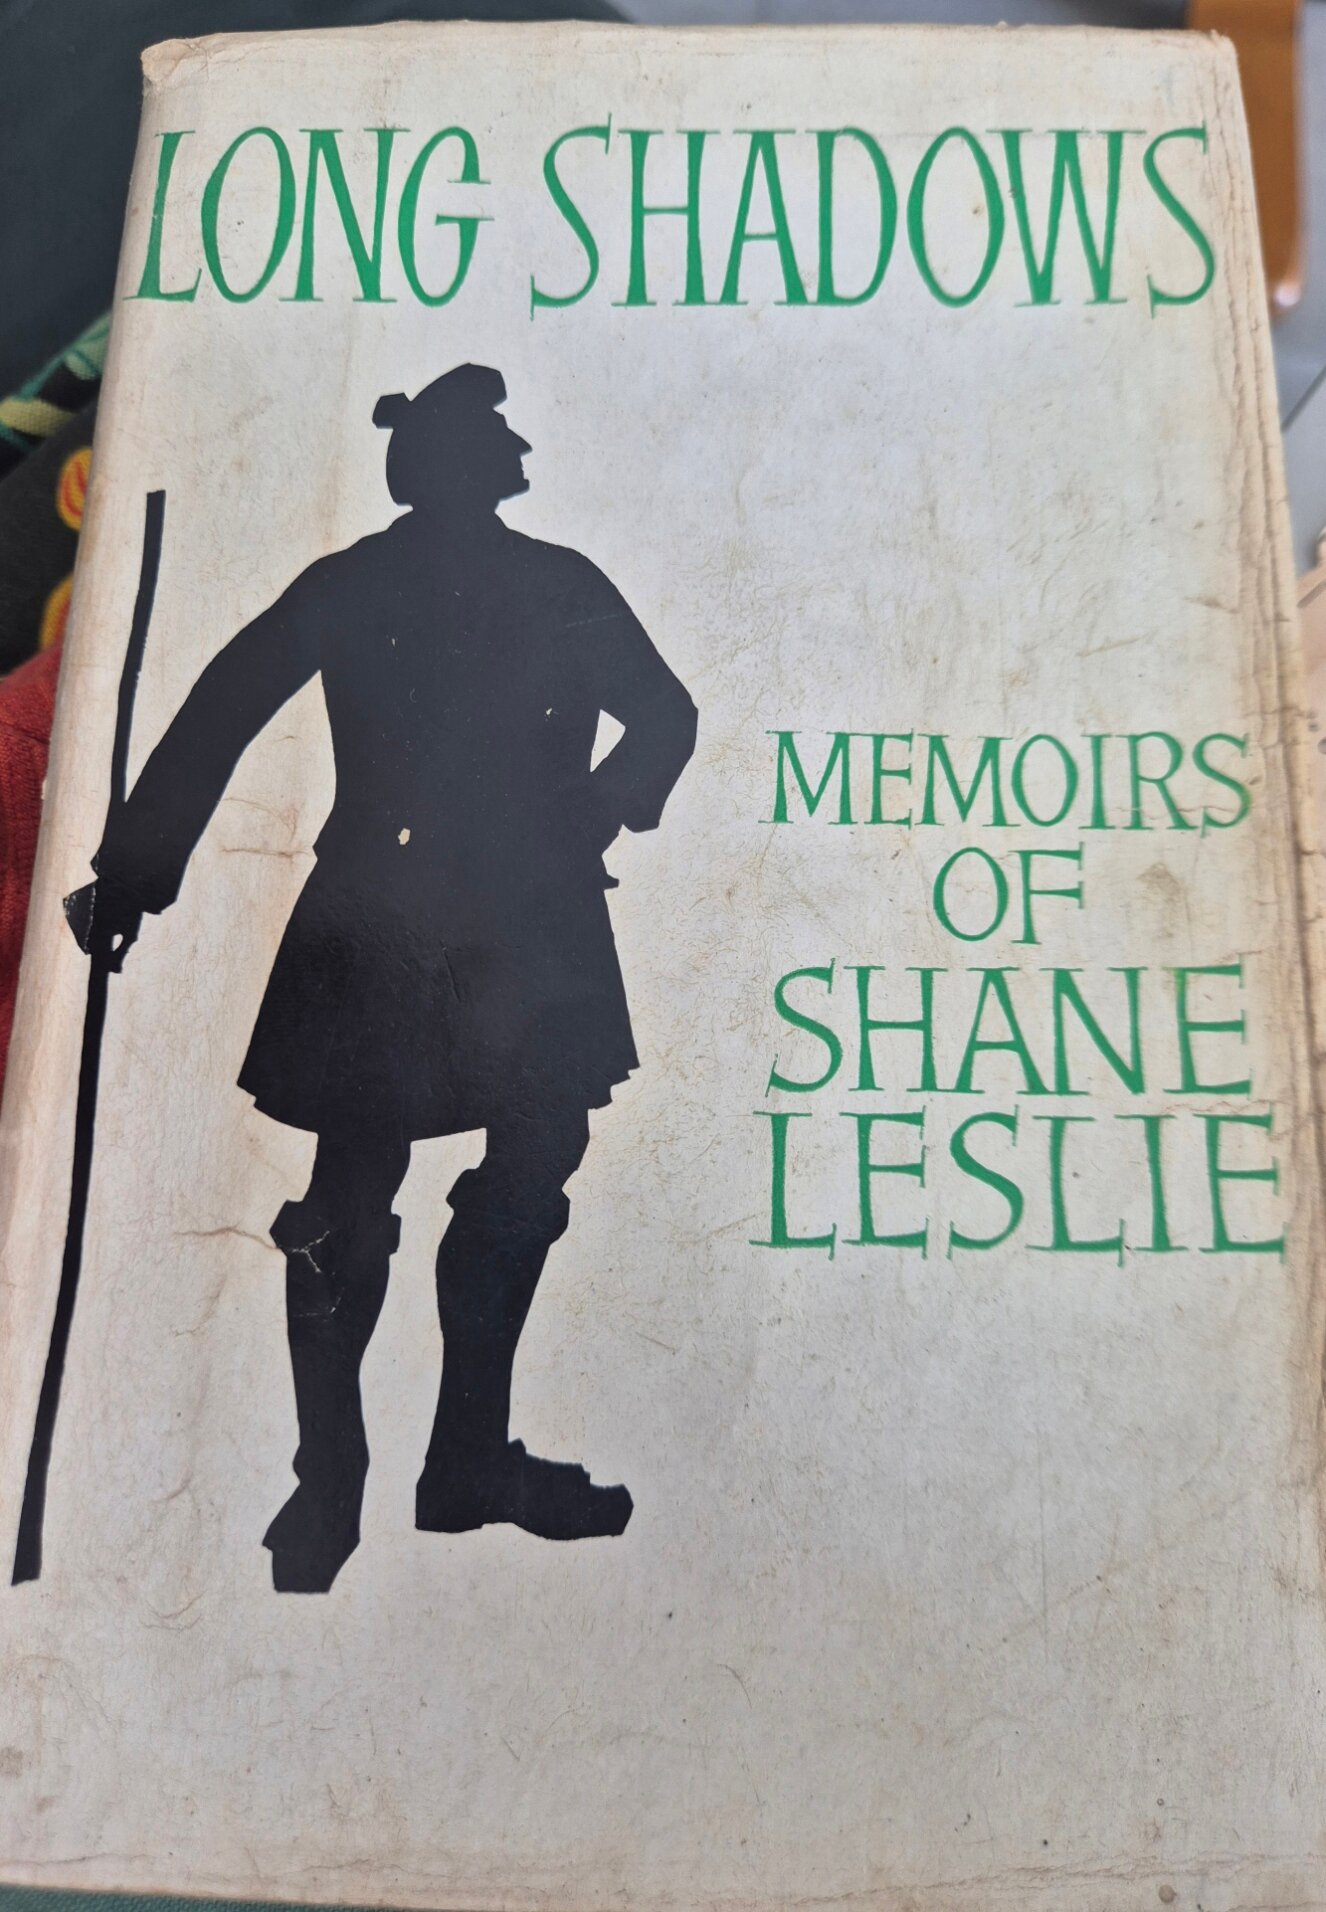 LONG SHADOWS
MEMOIRS
OF
SHANE
LESLIE